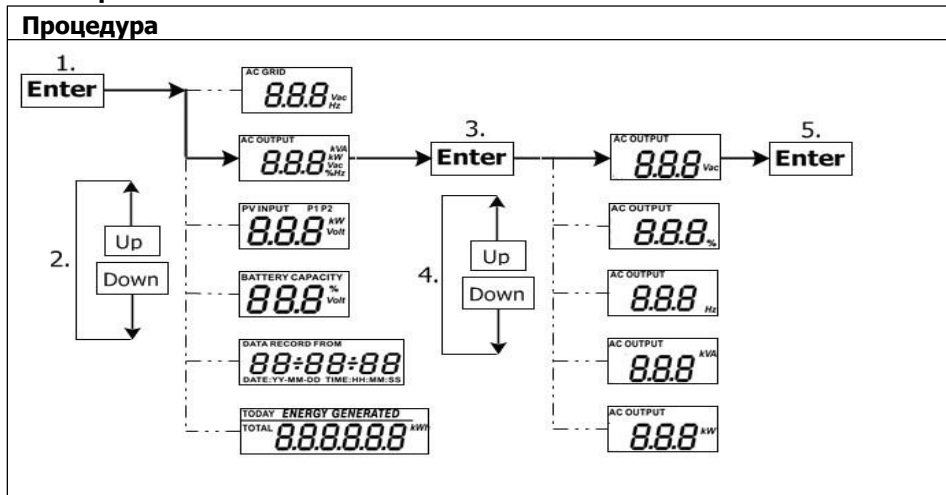 Процедура
1.
Enter
AC GRID
8.8.8 Vac Hz
AC OUTPUT
8.8.8 kVA kW Vac %Hz
3.
Enter
AC OUTPUT
8.8.8 Vac
5.
Enter
2.
Up
Down
PV INPUT P1 P2
8.8.8 kW Volt
BATTERY CAPACITY
88.8 % Volt
DATA RECORD FROM
88:88:88
DATE:YY-MM-DD TIME:HH:MM:SS
TODAY ENERGY GENERATED
TOTAL 8.8.8.8.8.8 kWh
4.
Up
Down
AC OUTPUT
8.8.8. %
AC OUTPUT
8.8.8 Hz
AC OUTPUT
8.8.8 kVA
AC OUTPUT
8.8.8 kW